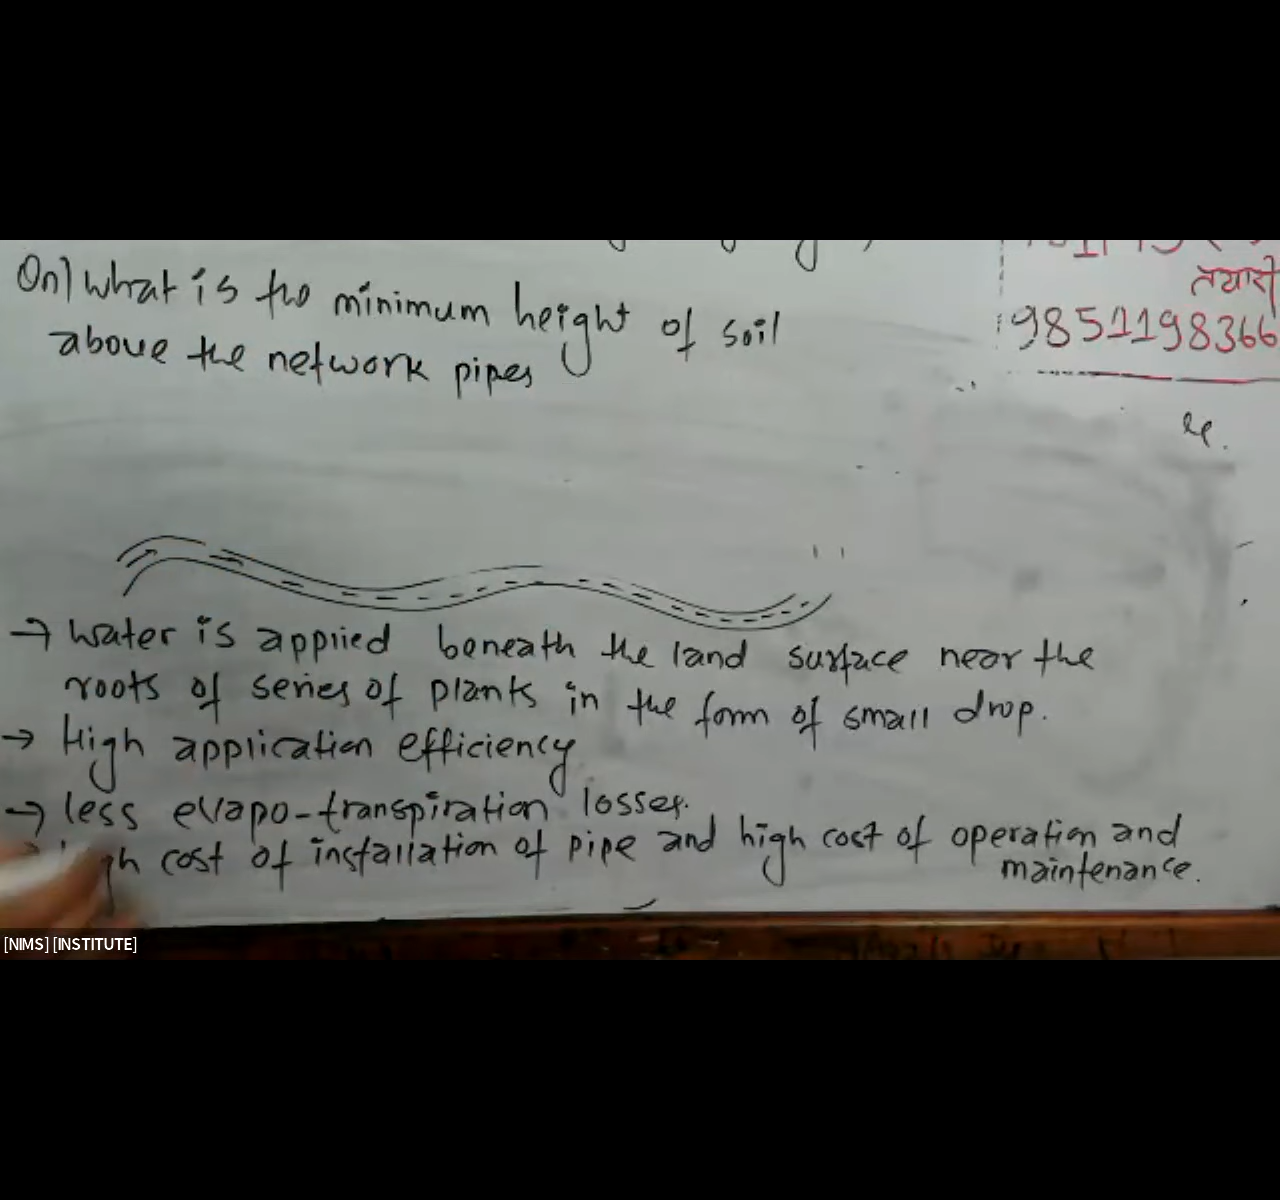 Qn) What is the minimum height of soil
above the network pipes
तयारी
9851198366
→ Water is applied beneath the land surface near the
roots of series of plants in the form of small drop.
→ High application efficiency
→ less evapo-transpiration losses.
cost of installation of pipe and high cost of operation and
maintenance.
[NIMS] [INSTITUTE]